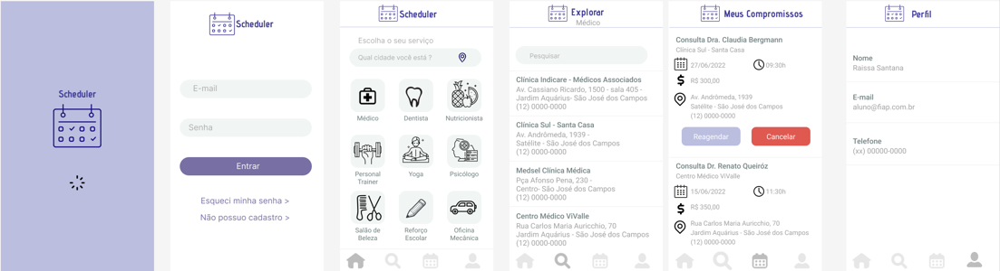 Scheduler
Scheduler
E-mail
Senha
Entrar
Esqueci minha senha >
Não possuo cadastro >
Scheduler
Escolha o seu serviço
Qual cidade você está ?
Médico
Dentista
Nutricionista
Personal
Trainer
Yoga
Psicólogo
Salão de
Beleza
Reforço
Escolar
Oficina
Mecânica
Explorar
Médico
Pesquisar
Clínica Indicare - Médicos Associados
Av. Cassiano Ricardo, 1500 - sala 405 -
Jardim Aquárius- São José dos Campos
(12) 0000-0000
Clínica Sul - Santa Casa
Av. Andrômeda, 1939 -
Satélite - São José dos Campos
(12) 0000-0000
Medsel Clínica Médica
Pça Afonso Pena, 230 -
Centro- São José dos Campos
(12) 0000-0000
Centro Médico ViValle
Rua Carlos Maria Auricchio, 70
Jardim Aquárius - São José dos Campos
(12) 0000-0000
Meus Compromissos
Consulta Dra. Claudia Bergmann
Clínica Sul - Santa Casa
27/06/2022
09:30h
R$ 300,00
Av. Andrômeda, 1939
Satélite - São José dos Campos
(12) 0000-0000
Reagendar
Cancelar
Consulta Dr. Renato Queiróz
Centro Médico ViValle
15/06/2022
11:30h
R$ 350,00
Rua Carlos Maria Auricchio, 70
Jardim Aquárius - São José dos Campos
(12) 0000-0000
Perfil
Nome
Raissa Santana
E-mail
aluno@fiap.com.br
Telefone
(xx) 00000-0000